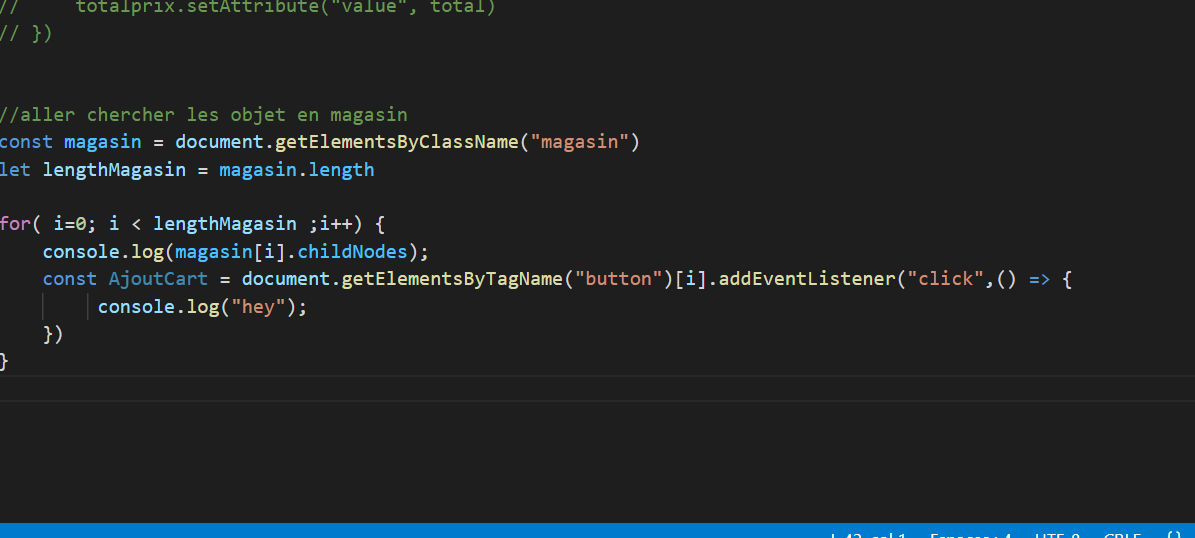 //     totalprix.setAttribute("value", total)
// })
//aller chercher les objet en magasin
const magasin = document.getElementsByClassName("magasin")
let lengthMagasin = magasin.length
for( i=0; i < lengthMagasin ;i++) {
    console.log(magasin[i].childNodes);
    const AjoutCart = document.getElementsByTagName("button")[i].addEventListener("click",() => {
         console.log("hey");
    })
}